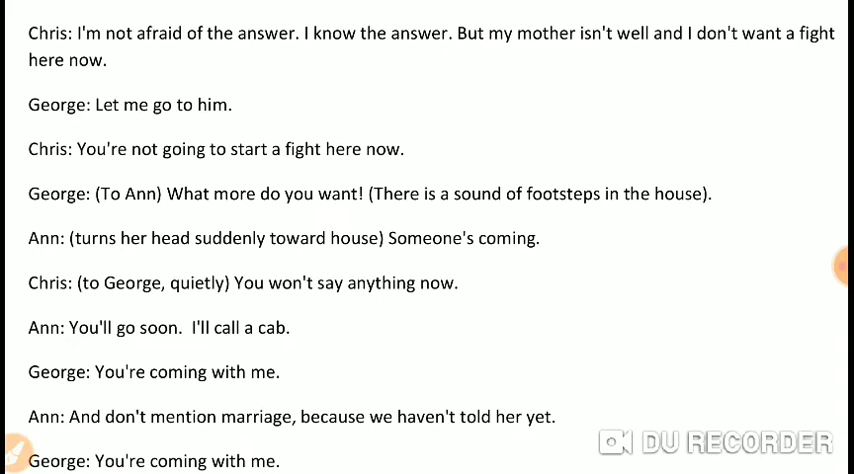 Chris: I'm not afraid of the answer. I know the answer. But my mother isn't well and I don't want a fight
here now.
George: Let me go to him.
Chris: You're not going to start a fight here now.
George: (To Ann) What more do you want! (There is a sound of footsteps in the house).
Ann: (turns her head suddenly toward house) Someone's coming.
Chris: (to George, quietly) You won't say anything now.
Ann: You'll go soon.  I'll call a cab.
George: You're coming with me.
Ann: And don't mention marriage, because we haven't told her yet.
DU RECORDER
George: You're coming with me.